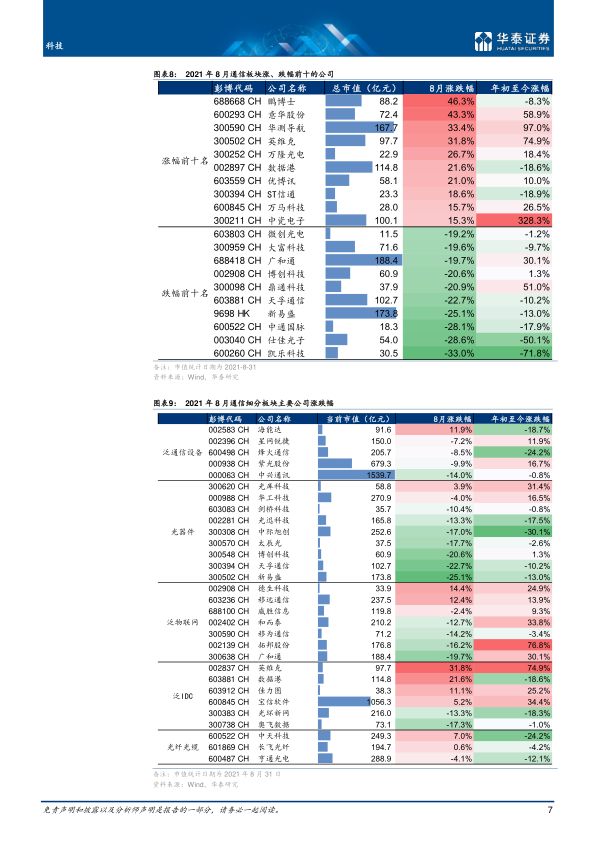 科技
华泰证券
HUATAI SECURITIES
图表8： 2021 年 8 月通信板块涨、跌幅前十的公司
彭博代码 公司名称 总市值（亿元） 8月涨跌幅 年初至今涨幅
涨幅前十名
688668 CH 鹏博士 88.2 46.3% -8.3%
600293 CH 意华股份 72.4 43.3% 58.9%
300590 CH 华测导航 167.7 33.4% 97.0%
300502 CH 英维克 97.7 31.8% 74.9%
300252 CH 万隆光电 22.9 26.7% 18.4%
002897 CH 数据港 114.8 21.6% -18.6%
603559 CH 优博讯 58.1 21.0% 10.0%
300394 CH ST信通 23.3 18.6% -18.9%
600845 CH 万马科技 28.0 15.7% 26.5%
300211 CH 中瓷电子 100.1 15.3% 328.3%
跌幅前十名
603803 CH 微创光电 11.5 -19.2% -1.2%
300959 CH 大富科技 71.6 -19.6% -9.7%
688418 CH 广和通 188.4 -19.7% 30.1%
002908 CH 博创科技 60.9 -20.6% 1.3%
300098 CH 鼎通科技 37.9 -20.9% 51.0%
603881 CH 天孚通信 102.7 -22.7% -10.2%
9698 HK 新易盛 173.8 -25.1% -13.0%
600522 CH 中通国脉 18.3 -28.1% -17.9%
003040 CH 仕佳光子 54.0 -28.6% -50.1%
600260 CH 凯乐科技 30.5 -33.0% -71.8%
备注：市值统计日期为 2021-8-31
资料来源：Wind，华泰研究
图表9： 2021 年 8 月通信细分板块主要公司涨跌幅
彭博代码 公司名称 当前市值（亿元） 8月涨跌幅 年初至今涨跌幅
泛通信设备
002583 CH 海能达 91.6 11.9% -18.7%
002396 CH 星网锐捷 150.0 -7.2% 11.9%
600498 CH 烽火通信 205.7 -8.5% -24.2%
000938 CH 紫光股份 679.3 -9.9% 16.7%
000063 CH 中兴通讯 1539.7 -14.0% -0.8%
光器件
300620 CH 光库科技 58.8 3.9% 31.4%
000988 CH 华工科技 270.9 -4.0% 16.5%
603083 CH 剑桥科技 35.7 -10.4% -0.8%
002281 CH 光迅科技 165.8 -13.3% -17.5%
300308 CH 中际旭创 252.6 -17.0% -30.1%
300570 CH 太辰光 37.5 -17.7% -2.6%
300548 CH 博创科技 60.9 -20.6% 1.3%
300394 CH 天孚通信 102.7 -22.7% -10.2%
300502 CH 新易盛 173.8 -25.1% -13.0%
泛物联网
002908 CH 德生科技 33.9 14.4% 24.9%
603236 CH 移远通信 237.5 12.4% 13.9%
688100 CH 威胜信息 119.8 -2.4% 9.3%
002402 CH 和而泰 210.2 -12.7% 33.8%
300590 CH 移为通信 71.2 -14.2% -3.4%
002139 CH 拓邦股份 176.8 -16.2% 76.8%
300638 CH 广和通 188.4 -19.7% 30.1%
泛IDC
002837 CH 英维克 97.7 31.8% 74.9%
603881 CH 数据港 114.8 21.6% -18.6%
603912 CH 佳力图 38.3 11.1% 25.2%
600845 CH 宝信软件 1056.3 5.2% 34.4%
300383 CH 光环新网 216.0 -13.3% -18.3%
300738 CH 奥飞数据 73.1 -17.3% -1.0%
光纤光缆
600522 CH 中天科技 249.3 7.0% -24.2%
601869 CH 长飞光纤 194.7 0.6% -4.2%
600487 CH 亨通光电 288.9 -4.1% -12.1%
备注：市值统计日期为 2021 年 8 月 31 日
资料来源：Wind，华泰研究
免责声明和披露以及分析师声明是报告的一部分，请务必一起阅读。 7